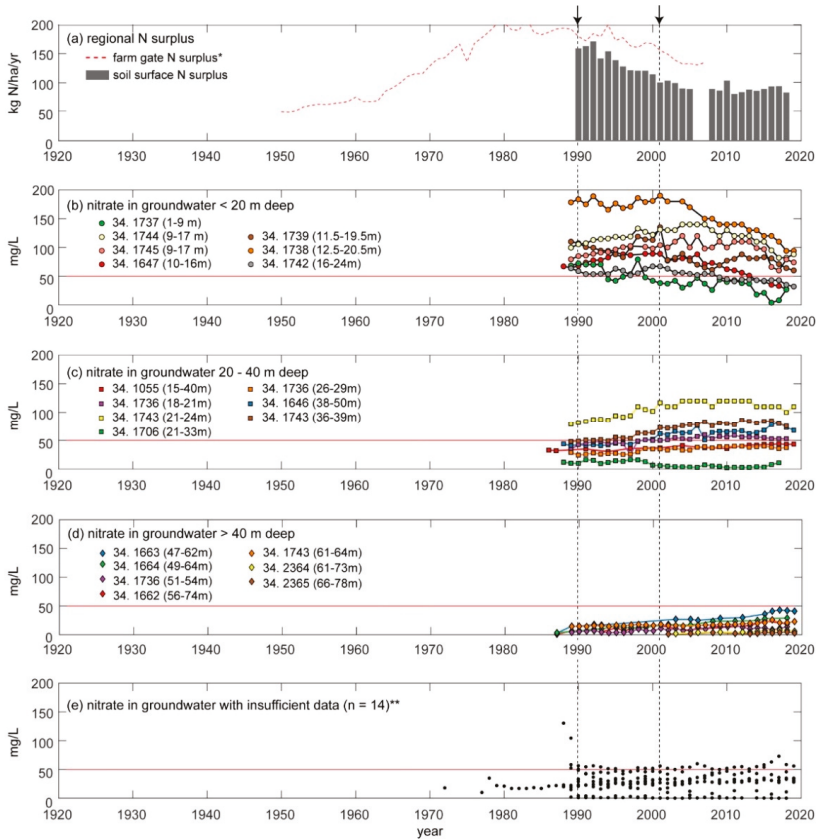 (a) regional N surplus
farm gate N surplus*
soil surface N surplus
kg N/ha/yr
200
150
100
50
0
1920 1930 1940 1950 1960 1970 1980 1990 2000 2010 2020
(b) nitrate in groundwater < 20 m deep
34. 1737 (1-9 m)
34. 1744 (9-17 m) 34. 1739 (11.5-19.5m)
34. 1745 (9-17 m) 34. 1738 (12.5-20.5m)
34. 1647 (10-16m) 34. 1742 (16-24m)
mg/L
200
150
100
50
0
1920 1930 1940 1950 1960 1970 1980 1990 2000 2010 2020
(c) nitrate in groundwater 20 - 40 m deep
34. 1055 (15-40m) 34. 1736 (26-29m)
34. 1736 (18-21m) 34. 1646 (38-50m)
34. 1743 (21-24m) 34. 1743 (36-39m)
34. 1706 (21-33m)
mg/L
200
150
100
50
0
1920 1930 1940 1950 1960 1970 1980 1990 2000 2010 2020
(d) nitrate in groundwater > 40 m deep
34. 1663 (47-62m) 34. 1743 (61-64m)
34. 1664 (49-64m) 34. 2364 (61-73m)
34. 1736 (51-54m) 34. 2365 (66-78m)
34. 1662 (56-74m)
mg/L
200
150
100
50
0
1920 1930 1940 1950 1960 1970 1980 1990 2000 2010 2020
(e) nitrate in groundwater with insufficient data (n = 14)**
mg/L
200
150
100
50
0
1920 1930 1940 1950 1960 1970 1980 1990 2000 2010 2020
year